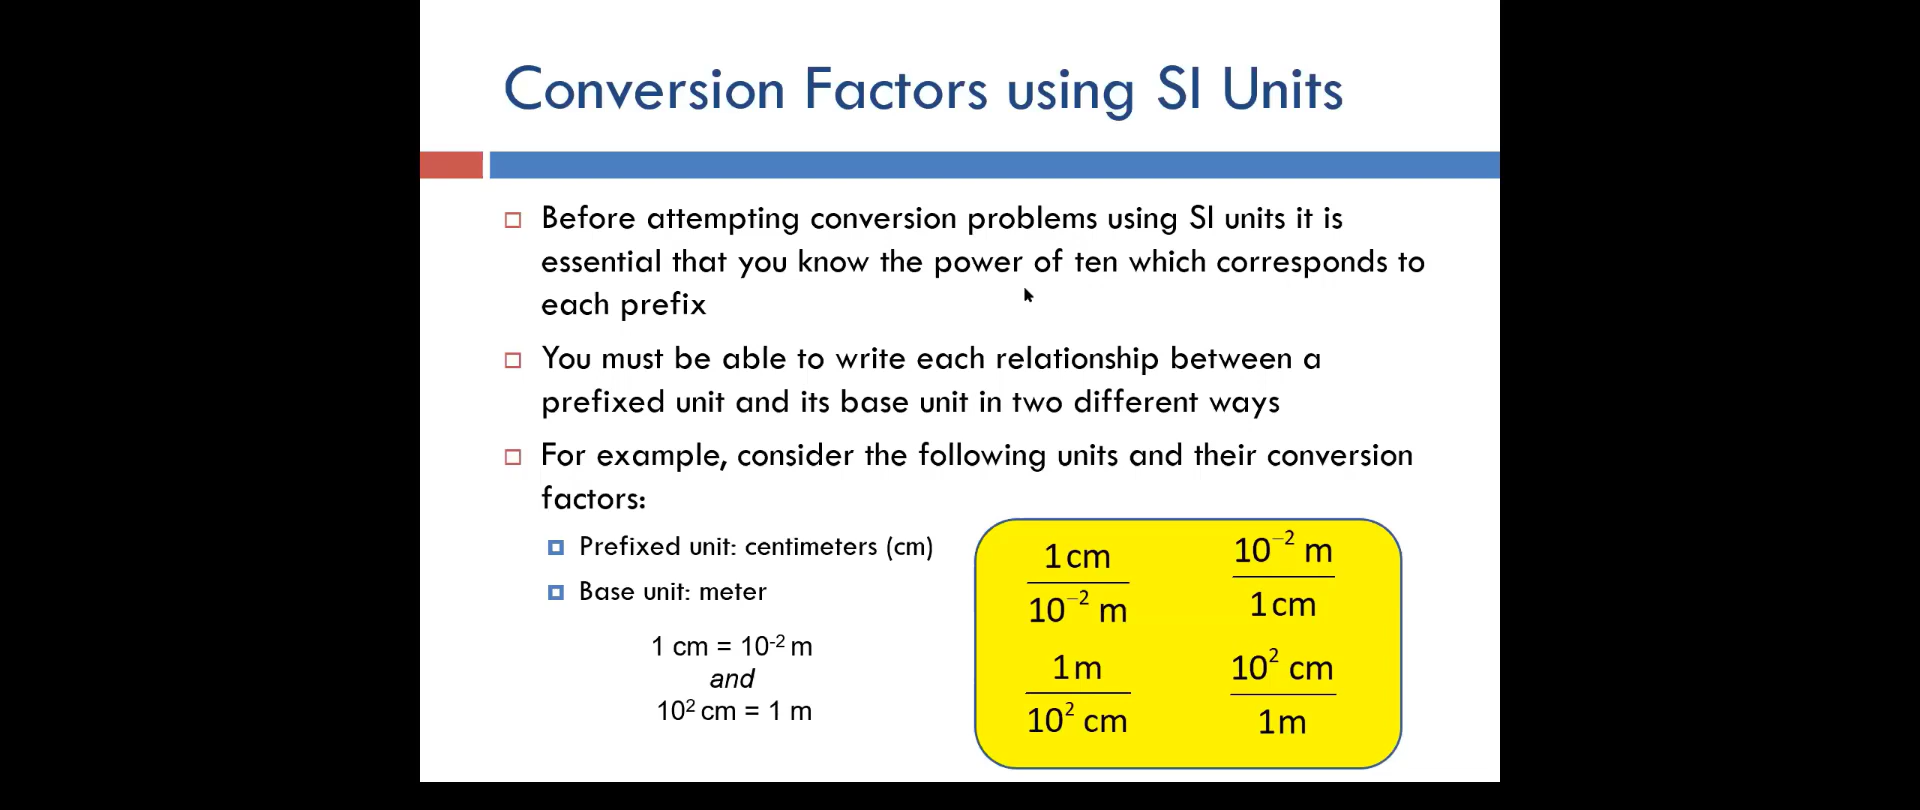 Conversion Factors using SI Units
Before attempting conversion problems using SI units it is
essential that you know the power of ten which corresponds to
each prefix
You must be able to write each relationship between a
prefixed unit and its base unit in two different ways
For example, consider the following units and their conversion
factors:
Prefixed unit: centimeters (cm)
Base unit: meter
1 cm = 10⁻² m
and
10² cm = 1 m
1 cm / 10⁻² m
10⁻² m / 1 cm
1 m / 10² cm
10² cm / 1 m